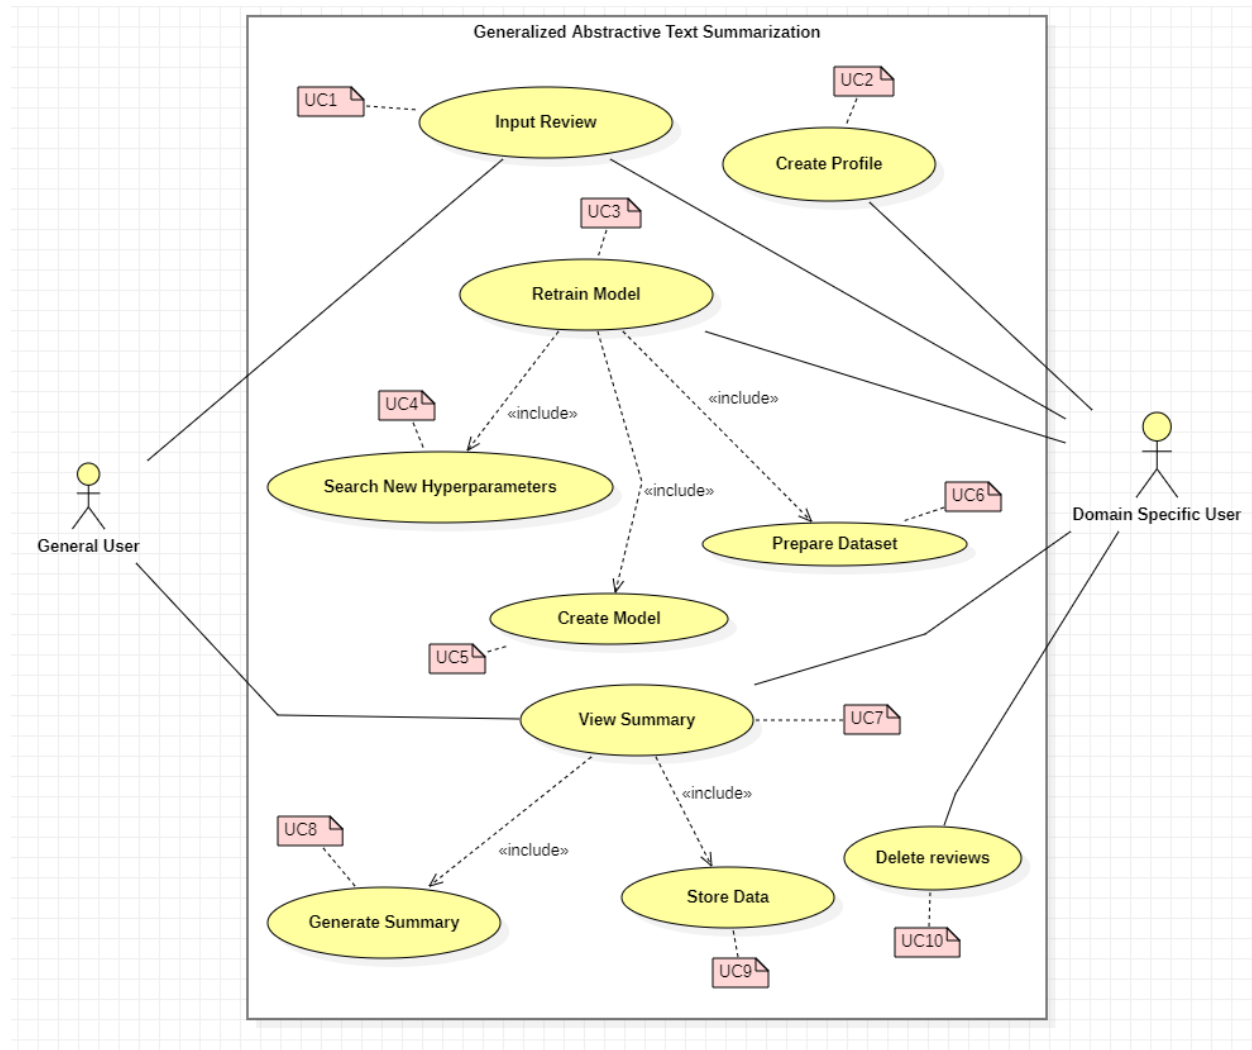 Generalized Abstractive Text Summarization
UC1
UC2
Input Review
Create Profile
UC3
Retrain Model
UC4
«include»
«include»
Search New Hyperparameters
«include»
UC6
General User
Domain Specific User
Prepare Dataset
Create Model
UC5
View Summary
UC7
«include»
UC8
«include»
Delete reviews
Generate Summary
Store Data
UC10
UC9